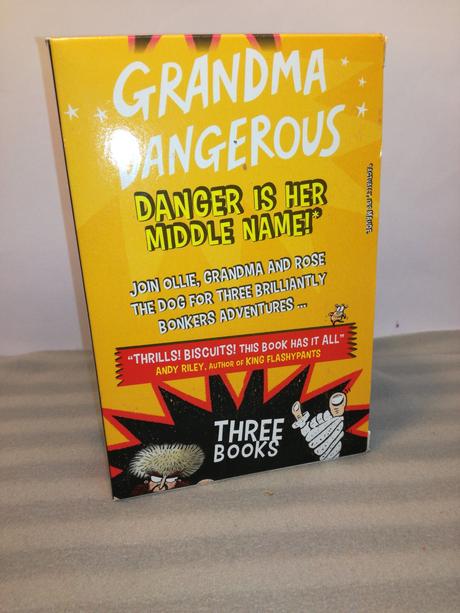 GRANDMA
DANGEROUS
DANGER IS HER
MIDDLE NAME!*
JOIN OLLIE, GRANDMA AND ROSE
THE DOG FOR THREE BRILLIANTLY
BONKERS ADVENTURES ...
"THRILLS! BISCUITS! THIS BOOK HAS IT ALL"
ANDY RILEY, AUTHOR OF KING FLASHYPANTS
THREE
BOOKS